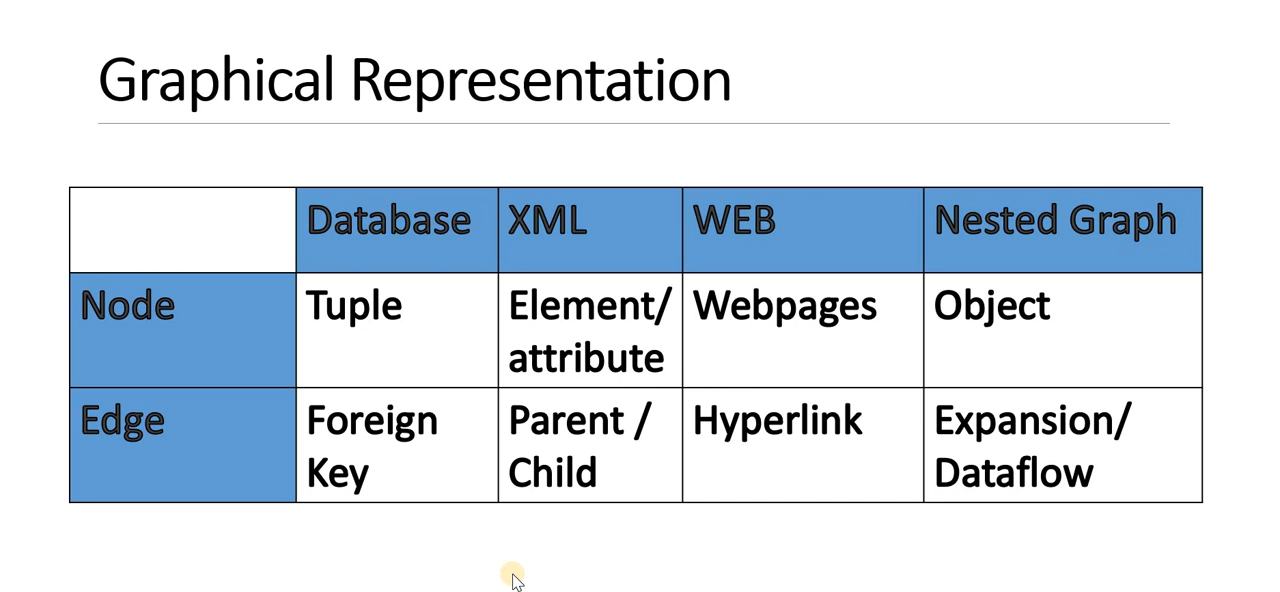 Graphical Representation
Database XML WEB Nested Graph
Node Tuple Element/ Webpages Object
attribute
Edge Foreign Parent / Hyperlink Expansion/
Key Child Dataflow